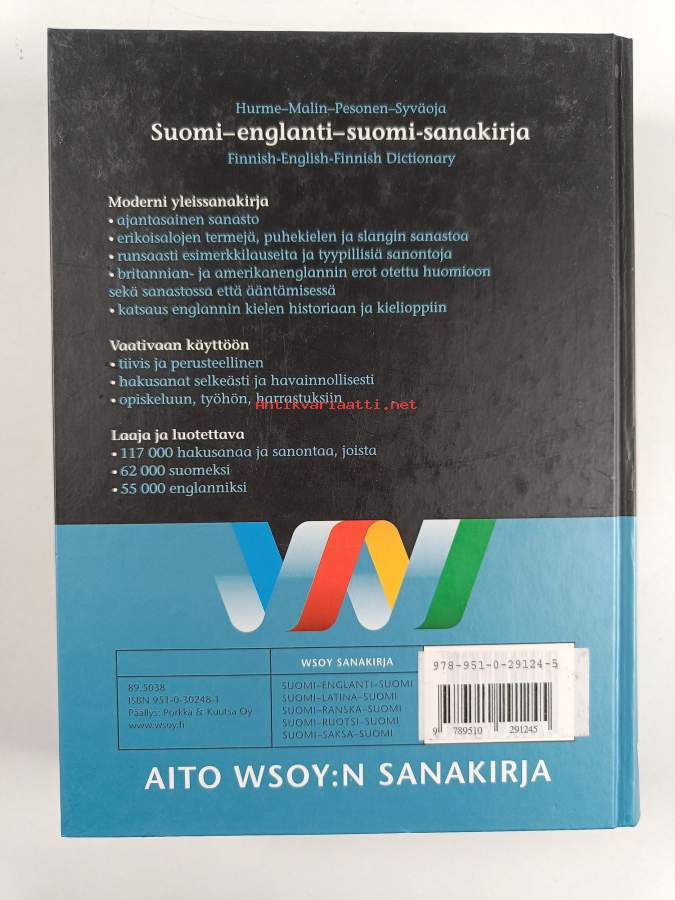 Hurme–Malin–Pesonen–Syväoja
Suomi–englanti–suomi-sanakirja
Finnish-English-Finnish Dictionary
Moderni yleissanakirja
• ajantasainen sanasto
• erikoisalojen termejä, puhekielen ja slangin sanastoa
• runsaasti esimerkkilauseita ja tyypillisiä sanontoja
• britannian- ja amerikanenglannin erot otettu huomioon
sekä sanastossa että ääntämisessä
• katsaus englannin kielen historiaan ja kielioppiin
Vaativaan käyttöön
• tiivis ja perusteellinen
• hakusanat selkeästi ja havainnollisesti
• opiskeluun, työhön, harrastuksiin
Antikvariaatti.net
Laaja ja luotettava
• 117 000 hakusanaa ja sanontaa, joista
• 62 000 suomeksi
• 55 000 englanniksi
WSOY SANAKIRJA
89.5038
ISBN 951-0-30248-1
Päällys: Porkka & Kuutsa Oy
www.wsoy.fi
SUOMI–ENGLANTI–SUOMI
SUOMI–LATINA–SUOMI
SUOMI–RANSKA–SUOMI
SUOMI–RUOTSI–SUOMI
SUOMI–SAKSA–SUOMI
978-951-0-29124-5
9 789510 291245
AITO WSOY:N SANAKIRJA